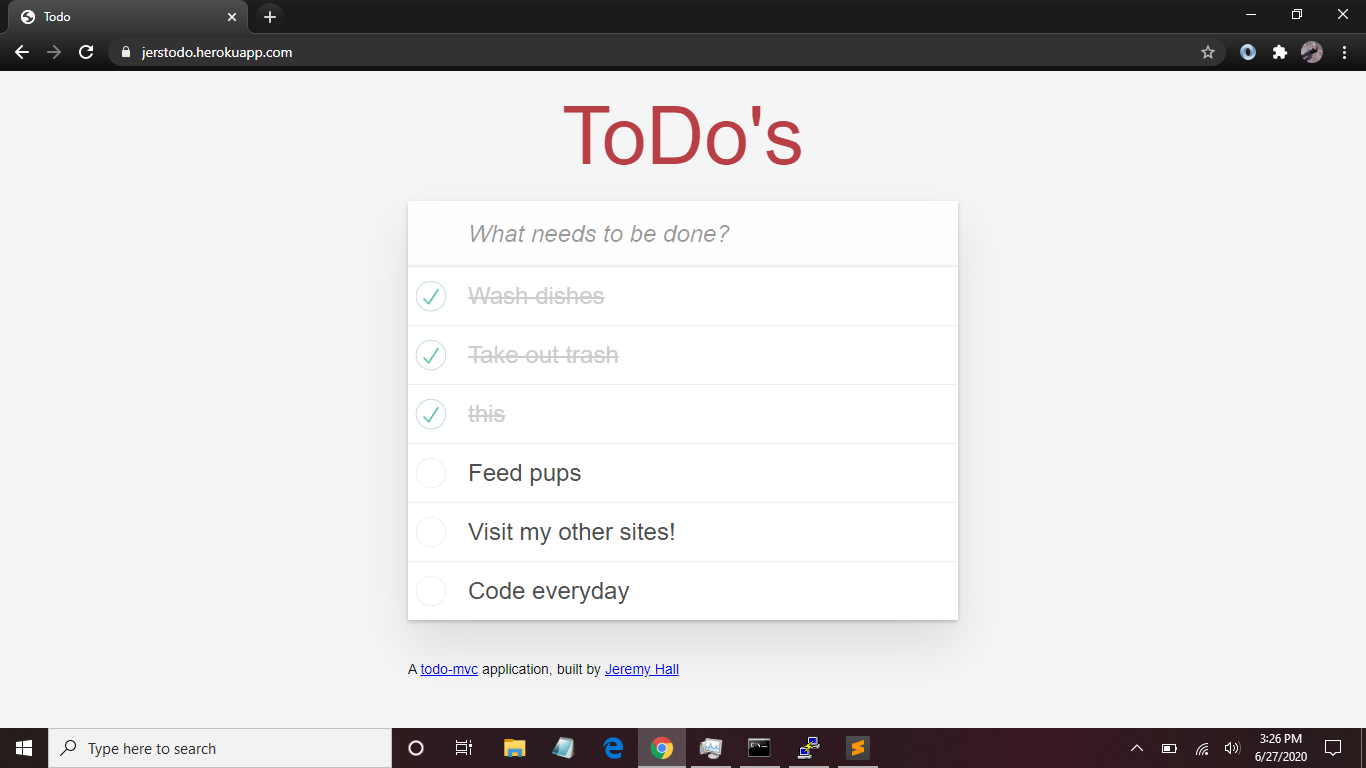 Todo
jerstodo.herokuapp.com
ToDo's
What needs to be done?
Wash dishes
Take out trash
this
Feed pups
Visit my other sites!
Code everyday
A todo-mvc application, built by Jeremy Hall
Type here to search
3:26 PM
6/27/2020